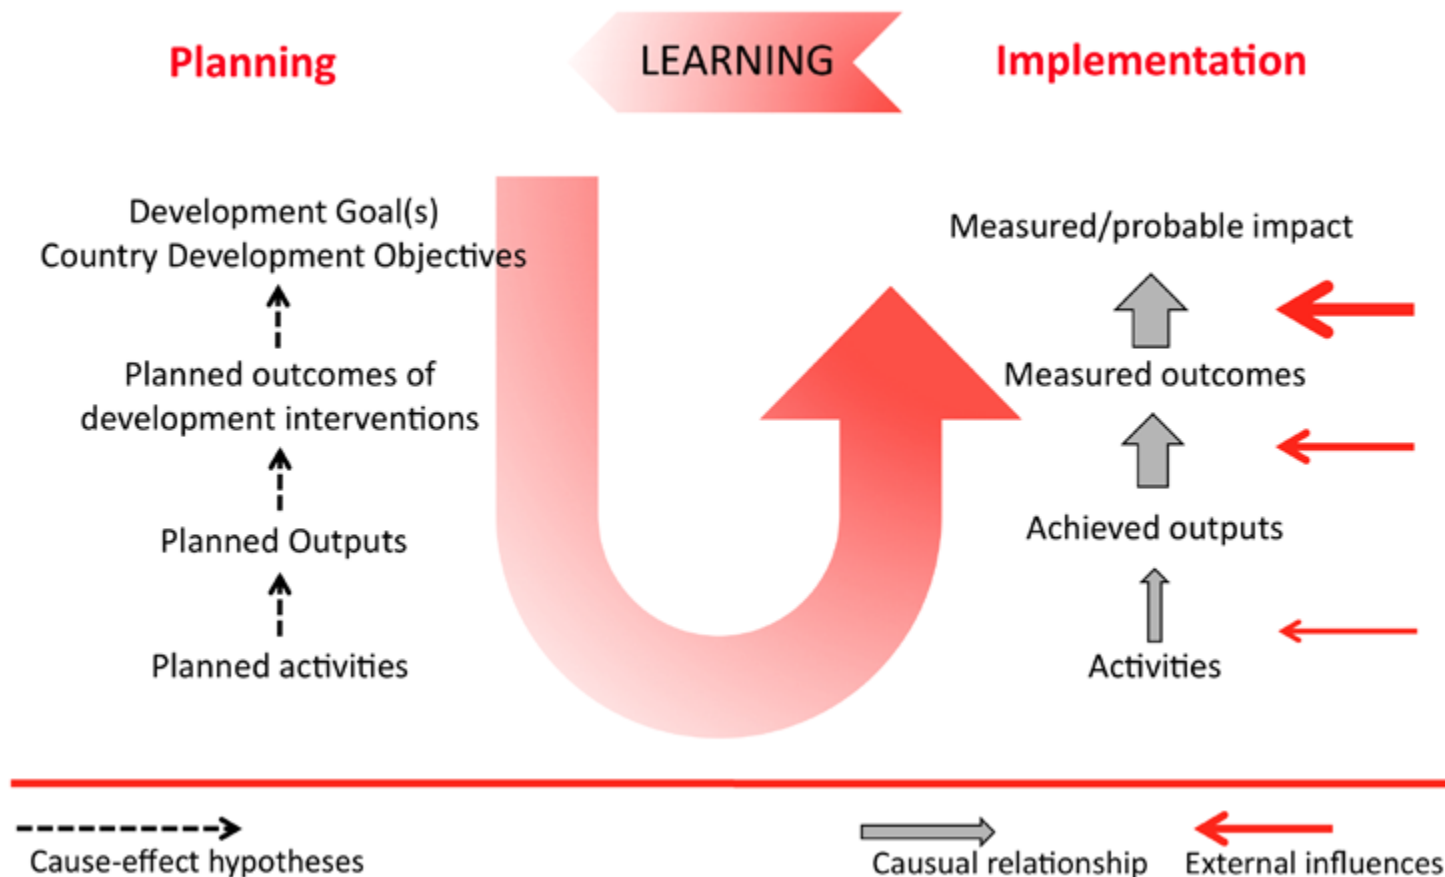 Planning
LEARNING
Implementation
Development Goal(s)
Country Development Objectives
Planned outcomes of
development interventions
Planned Outputs
Planned activities
Measured/probable impact
Measured outcomes
Achieved outputs
Activities
Cause-effect hypotheses
Causual relationship
External influences